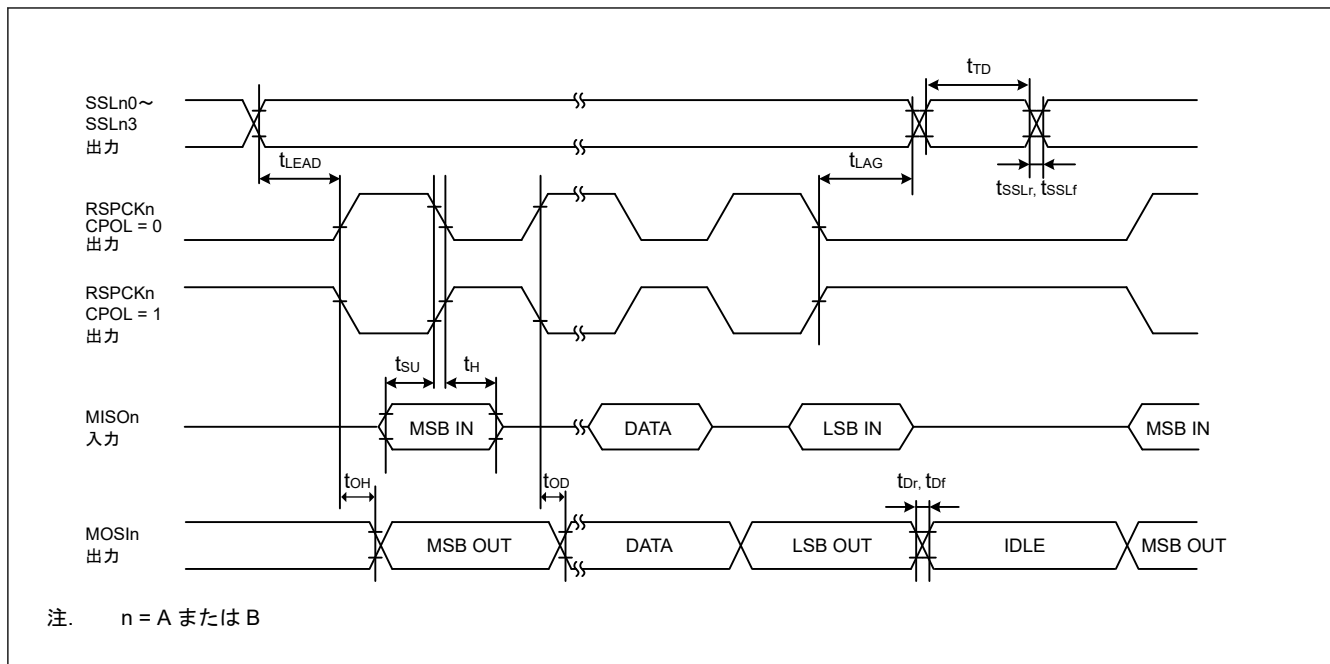 SSLn0～
SSLn3
出力
tTD
tLEAD
tLAG
tSSLr, tSSLf
RSPCKn
CPOL = 0
出力
RSPCKn
CPOL = 1
出力
tSU
tH
MISOn
入力
MSB IN
DATA
LSB IN
MSB IN
tOH
tOD
tDr, tDf
MOSIn
出力
MSB OUT
DATA
LSB OUT
IDLE
MSB OUT
注. n = A または B